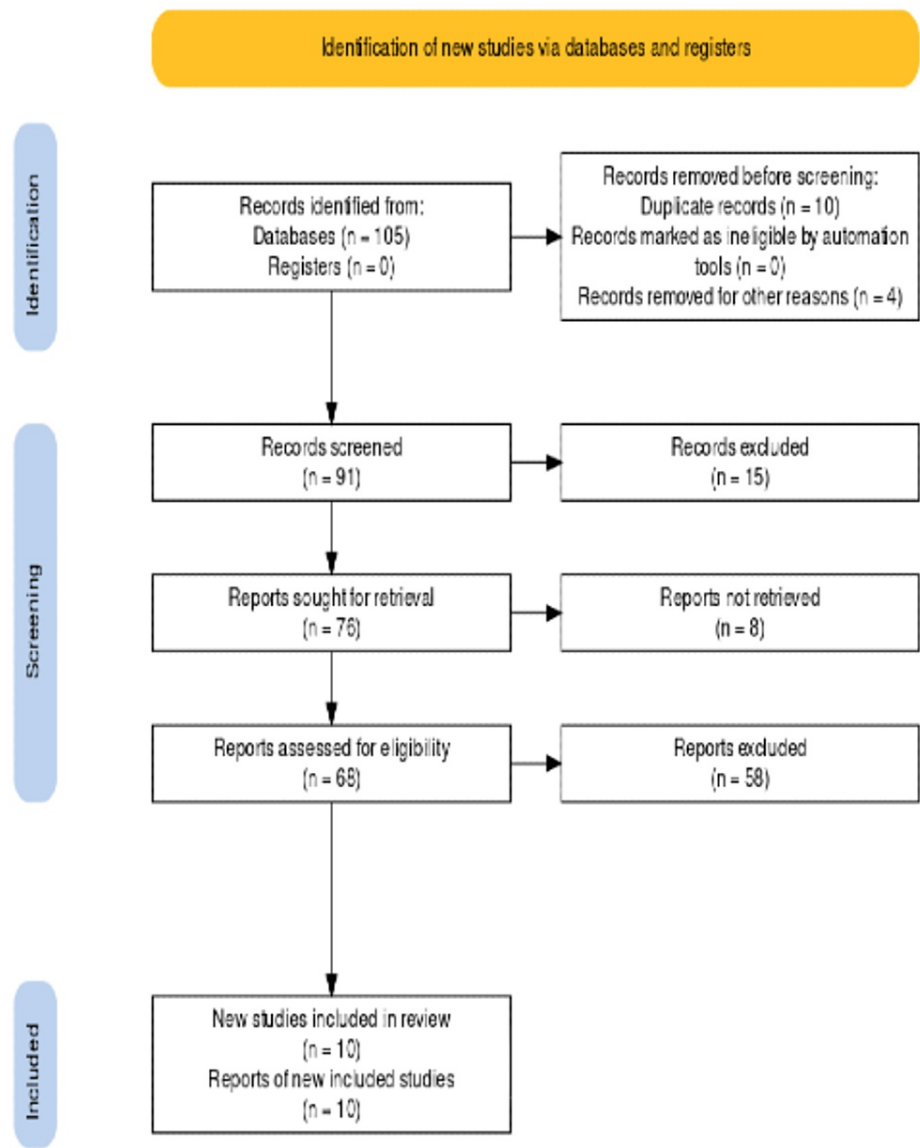 Identification of new studies via databases and registers
Identification
Records identified from:
Databases (n = 105)
Registers (n = 0)
Records removed before screening:
Duplicate records (n = 10)
Records marked as ineligible by automation
tools (n = 0)
Records removed for other reasons (n = 4)
Screening
Records screened
(n = 91)
Records excluded
(n = 15)
Reports sought for retrieval
(n = 76)
Reports not retrieved
(n = 8)
Reports assessed for eligibility
(n = 68)
Reports excluded
(n = 58)
Included
New studies included in review
(n = 10)
Reports of new included studies
(n = 10)